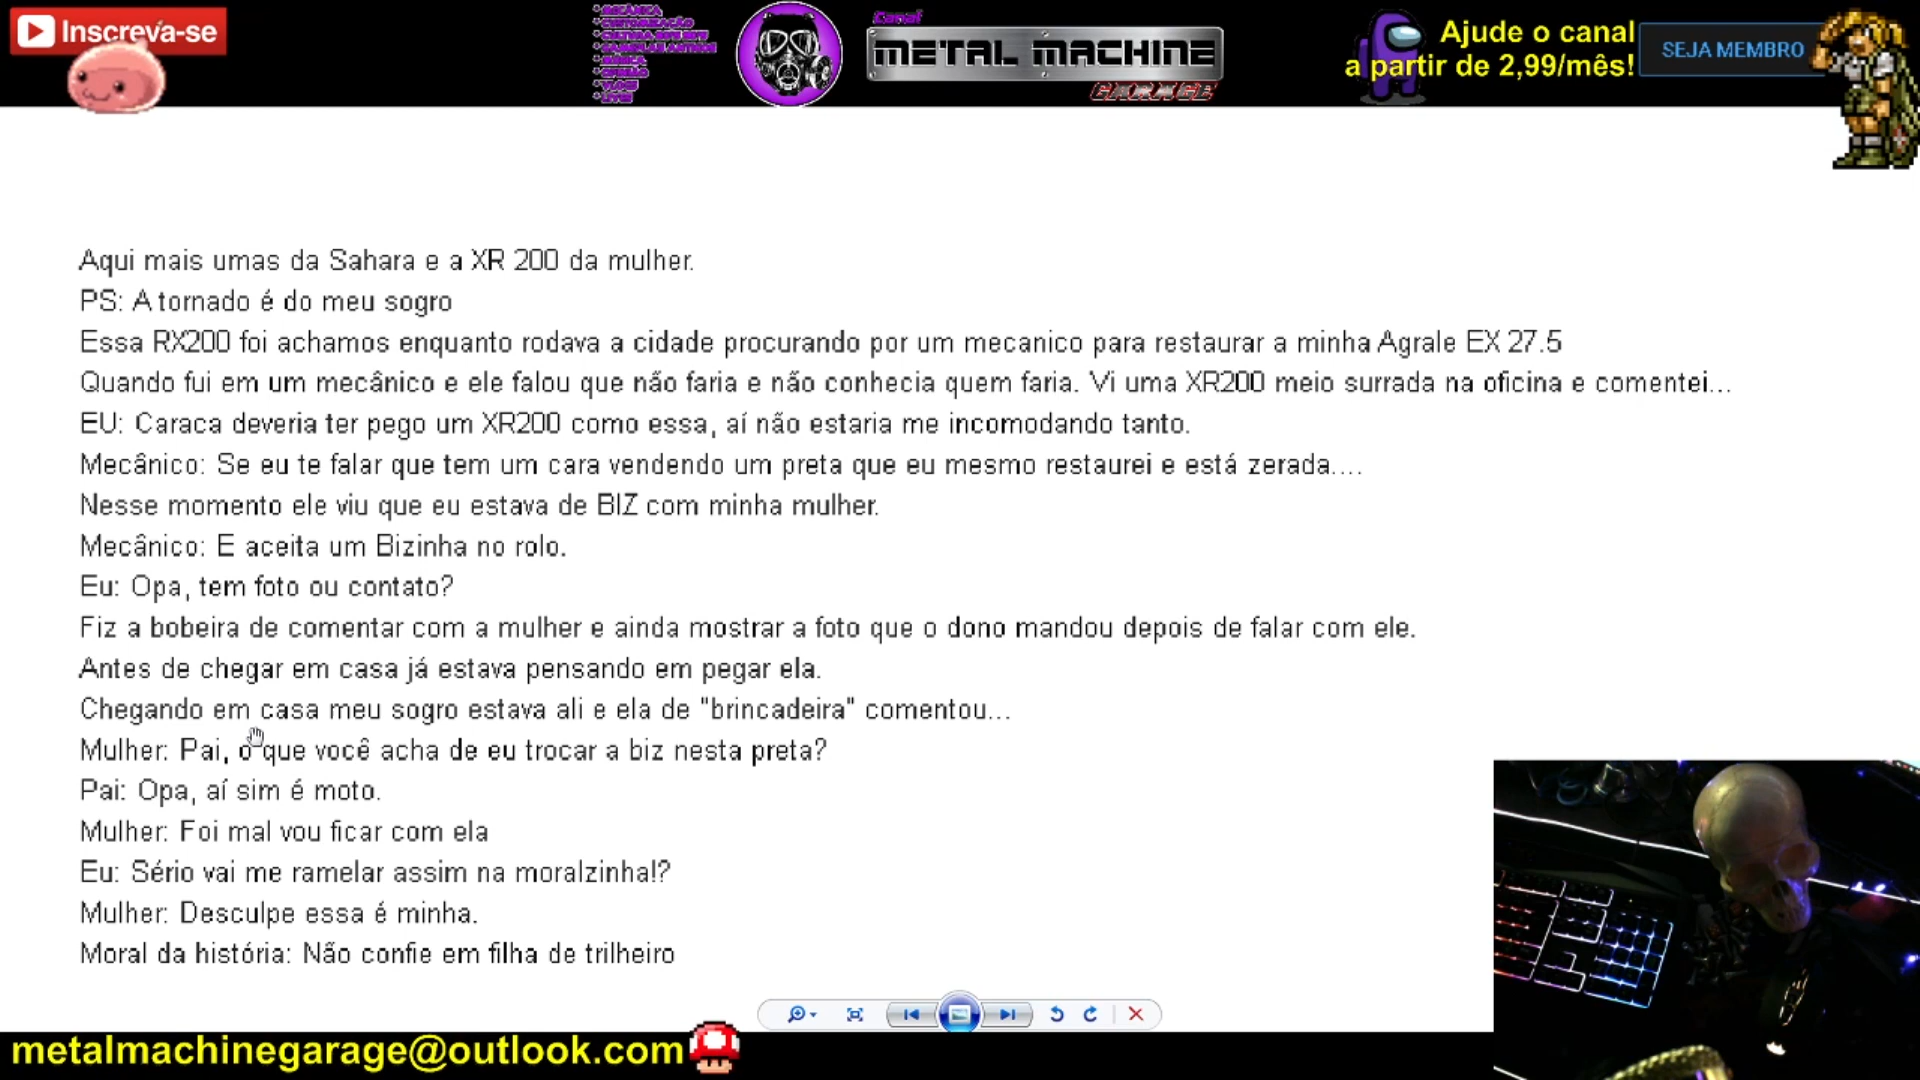 Inscreva-se
* MECÂNICA
* CUSTOMIZAÇÃO
* GAMEPLAY ANTIGOS
* MÚSICA
* OPINIÃO
* VLOGS
* LIVES
Canal
METAL MACHINE
GARAGE
Ajude o canal
a partir de 2,99/mês!
SEJA MEMBRO
Aqui mais umas da Sahara e a XR 200 da mulher.
PS: A tornado é do meu sogro
Essa RX200 foi achamos enquanto rodava a cidade procurando por um mecanico para restaurar a minha Agrale EX 27.5
Quando fui em um mecânico e ele falou que não faria e não conhecia quem faria. Vi uma XR200 meio surrada na oficina e comentei...
EU: Caraca deveria ter pego um XR200 como essa, aí não estaria me incomodando tanto.
Mecânico: Se eu te falar que tem um cara vendendo um preta que eu mesmo restaurei e está zerada....
Nesse momento ele viu que eu estava de BIZ com minha mulher.
Mecânico: E aceita um Bizinha no rolo.
Eu: Opa, tem foto ou contato?
Fiz a bobeira de comentar com a mulher e ainda mostrar a foto que o dono mandou depois de falar com ele.
Antes de chegar em casa já estava pensando em pegar ela.
Chegando em casa meu sogro estava ali e ela de "brincadeira" comentou...
Mulher: Pai, o que você acha de eu trocar a biz nesta preta?
Pai: Opa, aí sim é moto.
Mulher: Foi mal vou ficar com ela
Eu: Sério vai me ramelar assim na moralzinha!?
Mulher: Desculpe essa é minha.
Moral da história: Não confie em filha de trilheiro
metalmachinegarage@outlook.com